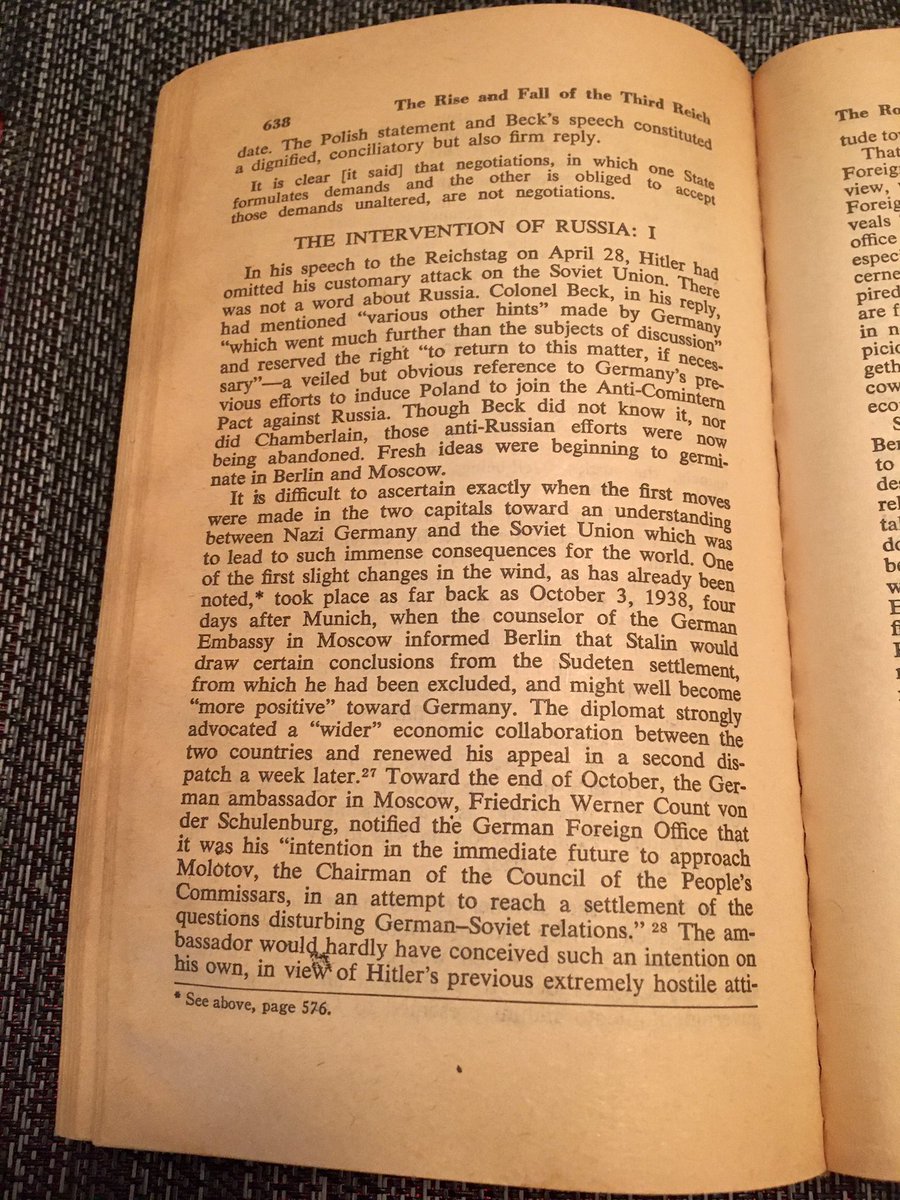 638 The Rise and Fall of the Third Reich
date. The Polish statement and Beck's speech constituted
a dignified, conciliatory but also firm reply.
It is clear [it said] that negotiations, in which one State
formulates demands and the other is obliged to accept
those demands unaltered, are not negotiations.
THE INTERVENTION OF RUSSIA: I
In his speech to the Reichstag on April 28, Hitler had
omitted his customary attack on the Soviet Union. There
was not a word about Russia. Colonel Beck, in his reply,
had mentioned "various other hints" made by Germany
"which went much further than the subjects of discussion"
and reserved the right "to return to this matter, if neces-
sary"—a veiled but obvious reference to Germany's pre-
vious efforts to induce Poland to join the Anti-Comintern
Pact against Russia. Though Beck did not know it, nor
did Chamberlain, those anti-Russian efforts were now
being abandoned. Fresh ideas were beginning to germi-
nate in Berlin and Moscow.
It is difficult to ascertain exactly when the first moves
were made in the two capitals toward an understanding
between Nazi Germany and the Soviet Union which was
to lead to such immense consequences for the world. One
of the first slight changes in the wind, as has already been
noted,* took place as far back as October 3, 1938, four
days after Munich, when the counselor of the German
Embassy in Moscow informed Berlin that Stalin would
draw certain conclusions from the Sudeten settlement,
from which he had been excluded, and might well become
"more positive" toward Germany. The diplomat strongly
advocated a "wider" economic collaboration between the
two countries and renewed his appeal in a second dis-
patch a week later.27 Toward the end of October, the Ger-
man ambassador in Moscow, Friedrich Werner Count von
der Schulenburg, notified the German Foreign Office that
it was his "intention in the immediate future to approach
Molotov, the Chairman of the Council of the People's
Commissars, in an attempt to reach a settlement of the
questions disturbing German–Soviet relations." 28 The am-
bassador would hardly have conceived such an intention on
his own, in view of Hitler's previous extremely hostile atti-
* See above, page 576.
The Ro
tude to
That
Foreign
view,
Foreig
veals
office
especi
cerne
pired
are f
in n
picio
geth
cow
eco
S
Ber
to
des
rel
tal
do
be
w
E
fi